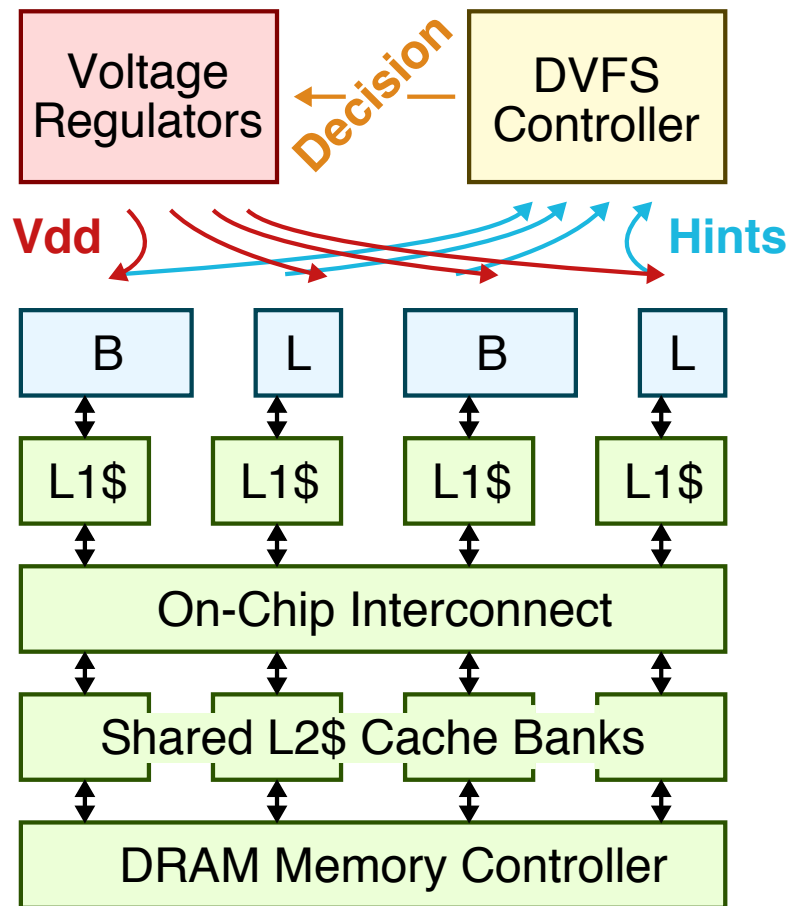 Voltage
Regulators
Decision
DVFS
Controller
Vdd
Hints
B
L
B
L
L1$
L1$
L1$
L1$
On-Chip Interconnect
Shared L2$ Cache Banks
DRAM Memory Controller